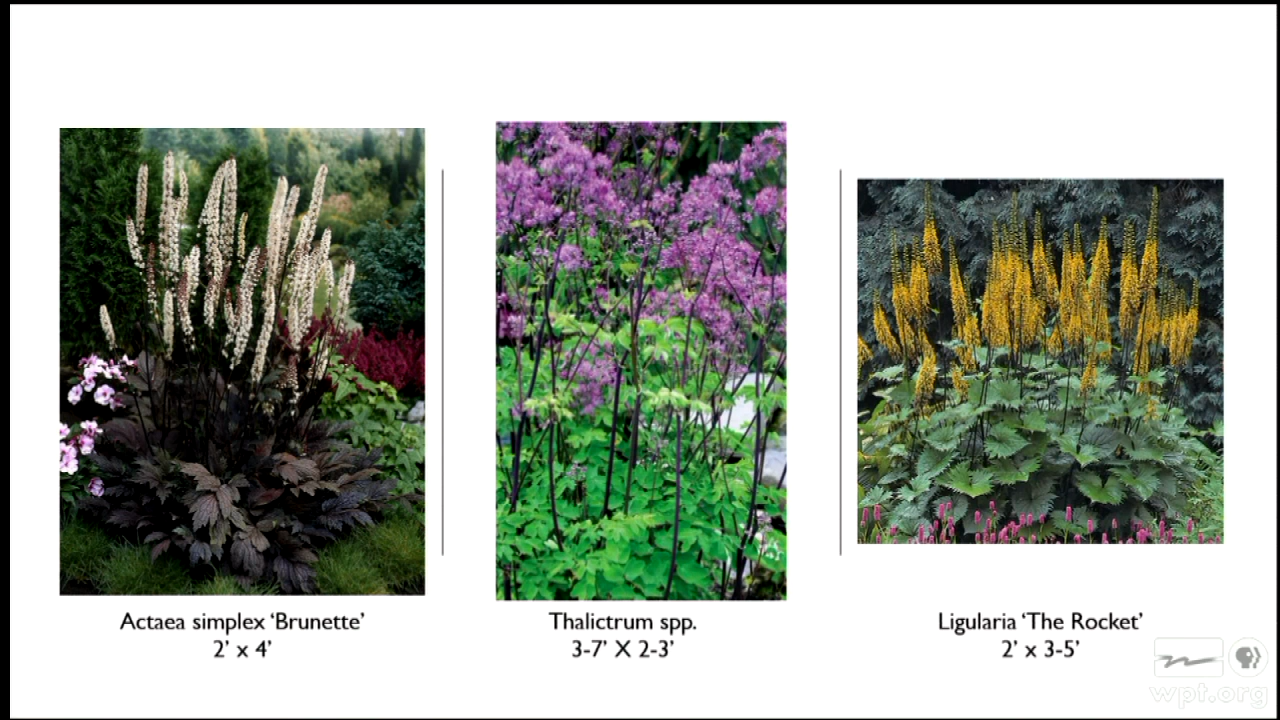 Actaea simplex ‘Brunette’
2’ x 4’
Thalictrum spp.
3-7’ X 2-3’
Ligularia ‘The Rocket’
2’ x 3-5’
wpt.org